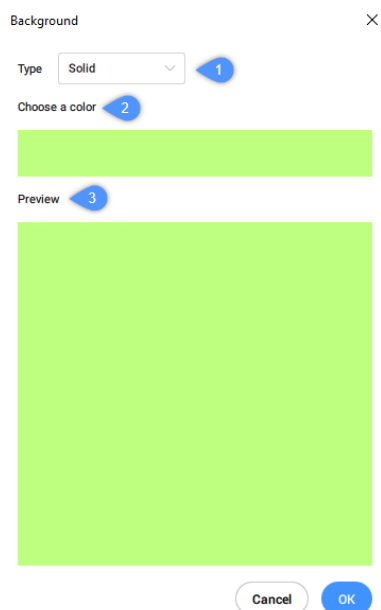 Background
Type Solid 1
Choose a color 2
Preview 3
Cancel OK